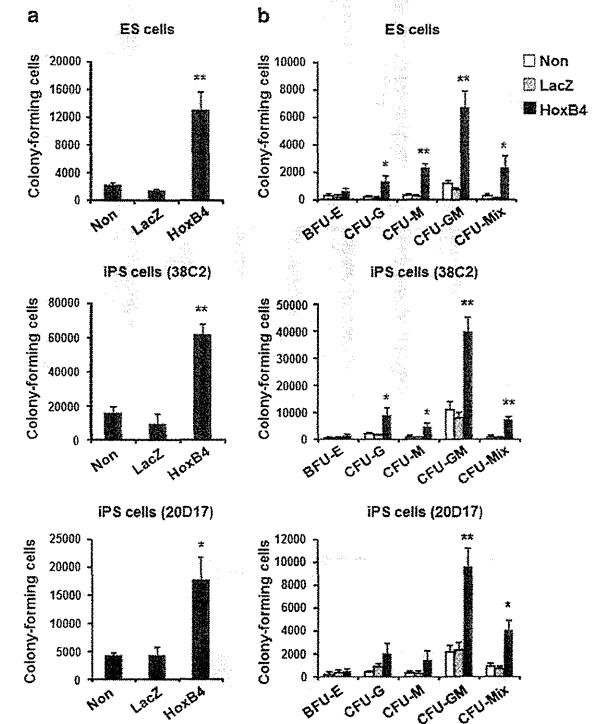 a
b
ES cells
ES cells
Colony-forming cells
20000
16000
12000
8000
4000
0
**
Non
LacZ
HoxB4
Colony-forming cells
10000
8000
6000
4000
2000
0
*
**
**
*
BFU-E
CFU-G
CFU-M
CFU-GM
CFU-Mix
Non
LacZ
HoxB4
iPS cells (38C2)
iPS cells (38C2)
Colony-forming cells
80000
60000
40000
20000
0
**
Non
LacZ
HoxB4
Colony-forming cells
50000
40000
30000
20000
10000
0
*
*
**
**
BFU-E
CFU-G
CFU-M
CFU-GM
CFU-Mix
iPS cells (20D17)
iPS cells (20D17)
Colony-forming cells
25000
20000
15000
10000
5000
0
*
Non
LacZ
HoxB4
Colony-forming cells
12000
10000
8000
6000
4000
2000
0
**
*
BFU-E
CFU-G
CFU-M
CFU-GM
CFU-Mix